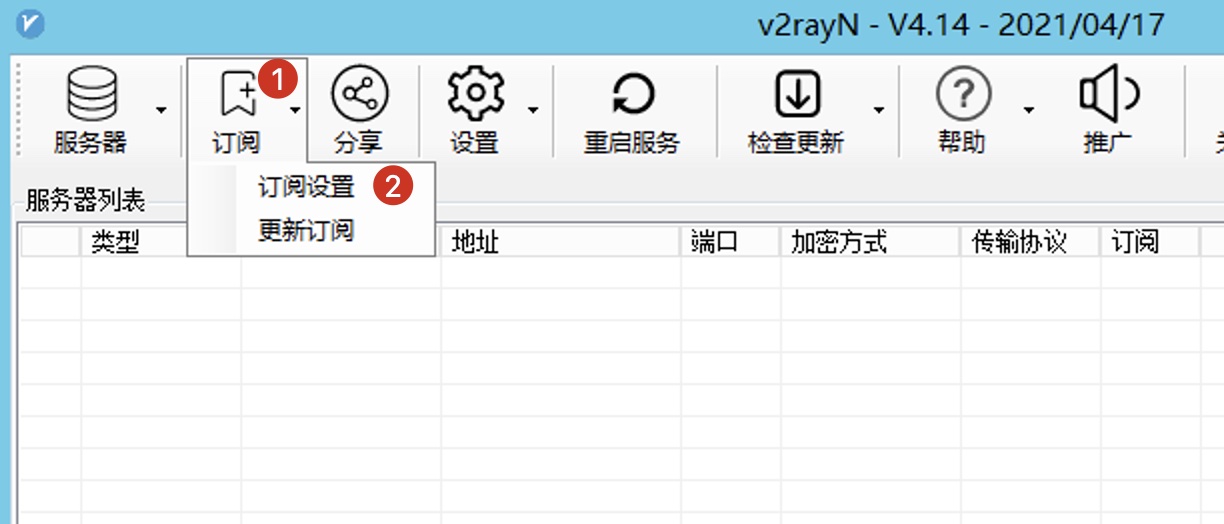 v2rayN - V4.14 - 2021/04/17
服务器 订阅 1 分享 设置 重启服务 检查更新 帮助 推广
订阅设置 2
更新订阅
服务器列表
类型 地址 端口 加密方式 传输协议 订阅